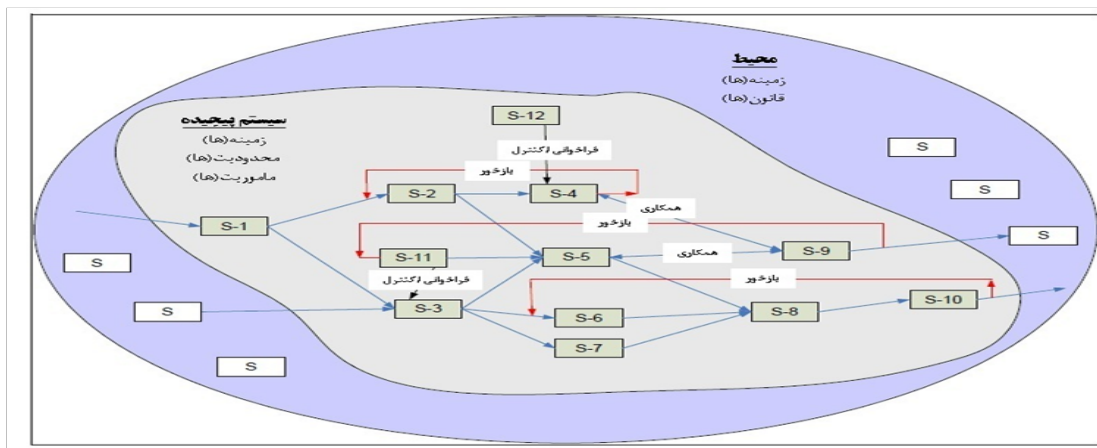 محیط
زمینه(ها)
قانون(ها)
سیستم پیچیده
زمینه(ها)
محدودیت(ها)
ماموریت(ها)
S-12
فراخوانی/کنترل
S
بازخور
S-2
S-4
S
همکاری
S-1
بازخور
S
S-11
S-5
همکاری
S-9
S
فراخوانی/کنترل
بازخور
S-3
S
S-6
S-8
S-10
S-7
S